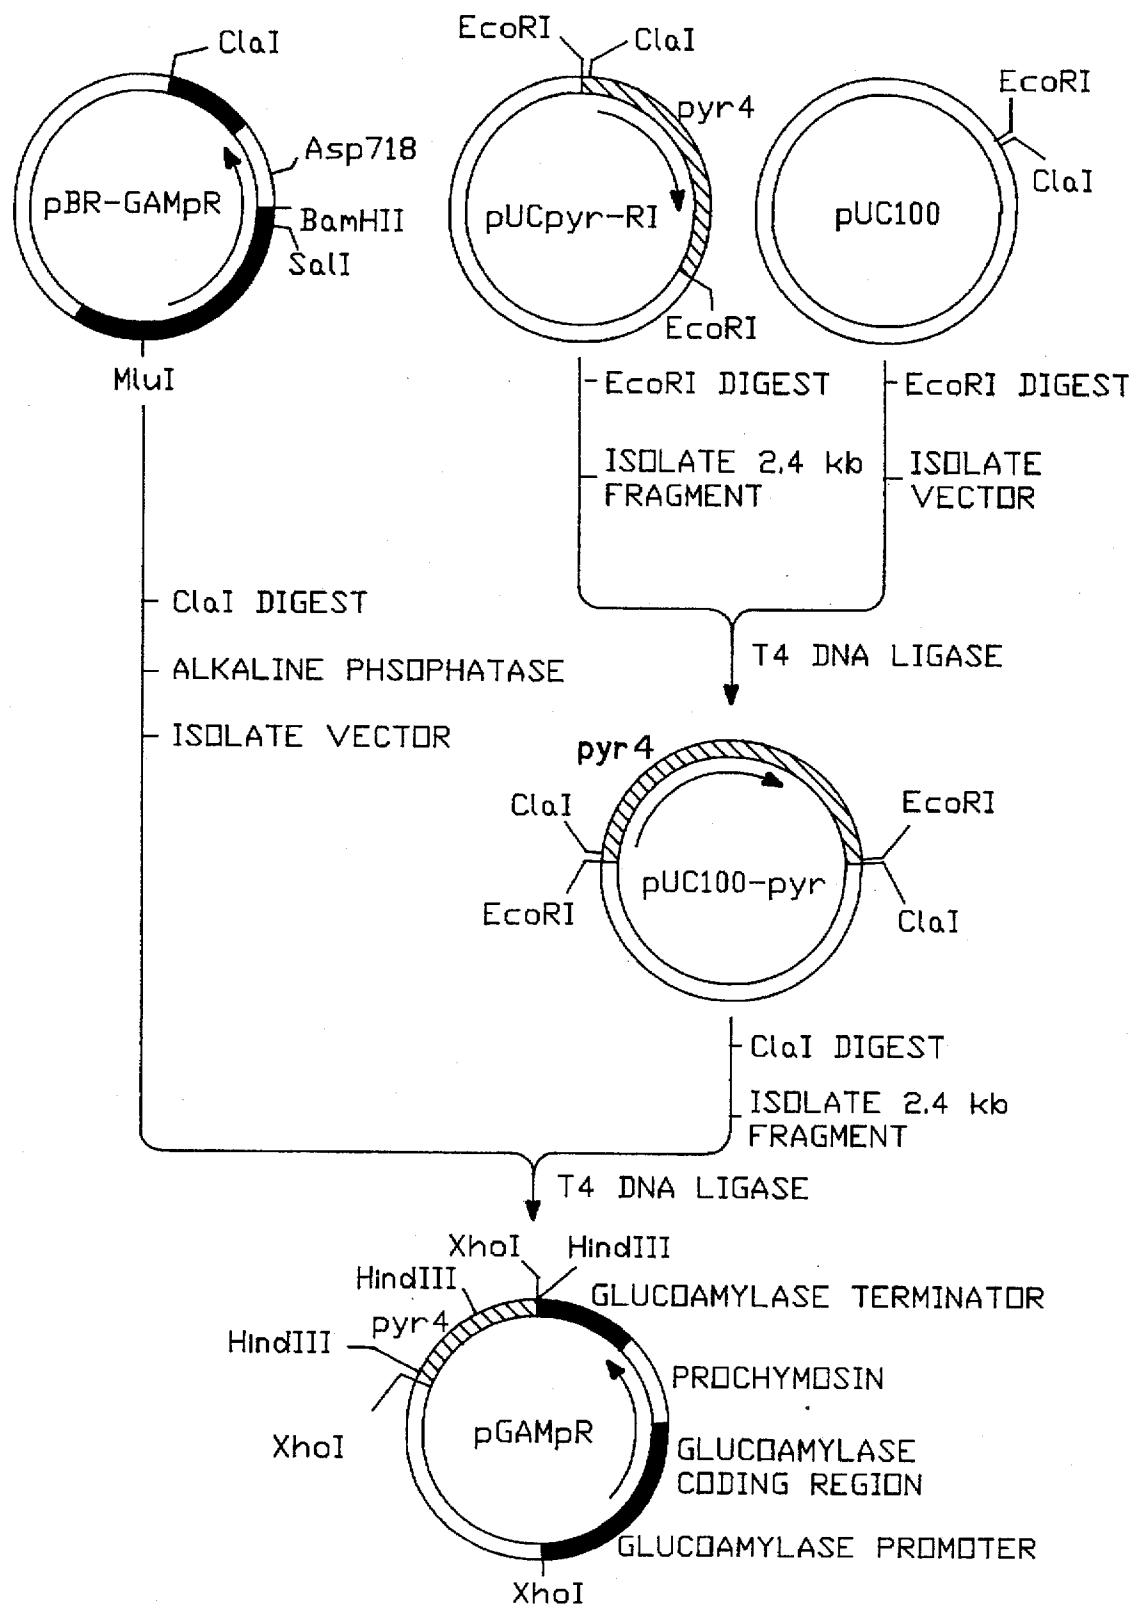 ClaI
Asp718
pBR-GAMpR
BamHII
SalI
MluI
EcoRI
ClaI
pyr4
pUCpyr-RI
EcoRI
EcoRI
ClaI
pUC100
EcoRI DIGEST
ISOLATE 2.4 kb
FRAGMENT
EcoRI DIGEST
ISOLATE
VECTOR
ClaI DIGEST
ALKALINE PHSOPHATASE
ISOLATE VECTOR
T4 DNA LIGASE
pyr4
ClaI
EcoRI
EcoRI
pUC100-pyr
ClaI
ClaI DIGEST
ISOLATE 2.4 kb
FRAGMENT
T4 DNA LIGASE
XhoI
HindIII
HindIII
GLUCOAMYLASE TERMINATOR
pyr4
HindIII
PROCHYMOSIN
pGAMpR
XhoI
GLUCOAMYLASE
CODING REGION
GLUCOAMYLASE PROMOTER
XhoI